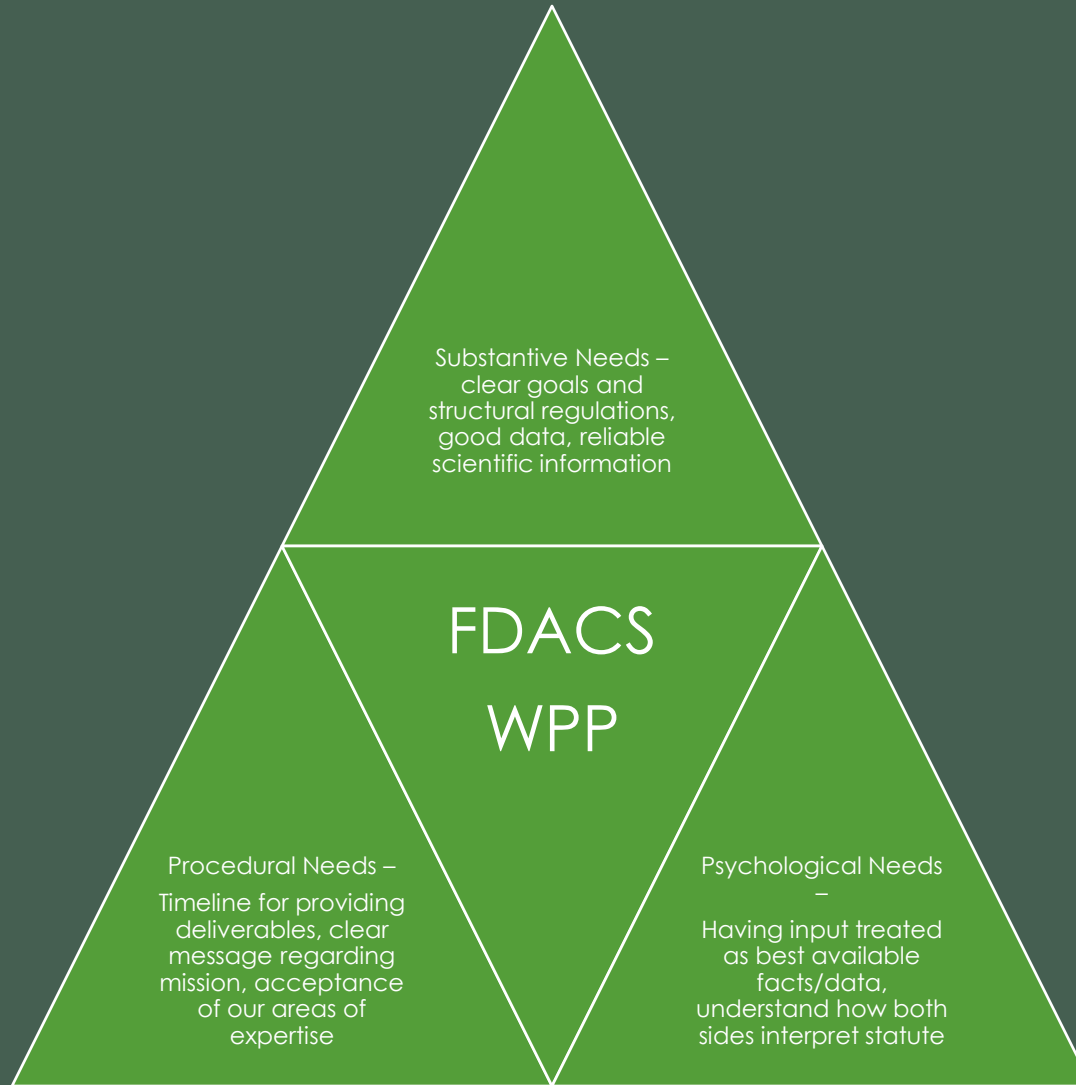 Substantive Needs –
clear goals and
structural regulations,
good data, reliable
scientific information
FDACS
WPP
Procedural Needs –
Timeline for providing
deliverables, clear
message regarding
mission, acceptance
of our areas of
expertise
Psychological Needs
–
Having input treated
as best available
facts/data,
understand how both
sides interpret statute